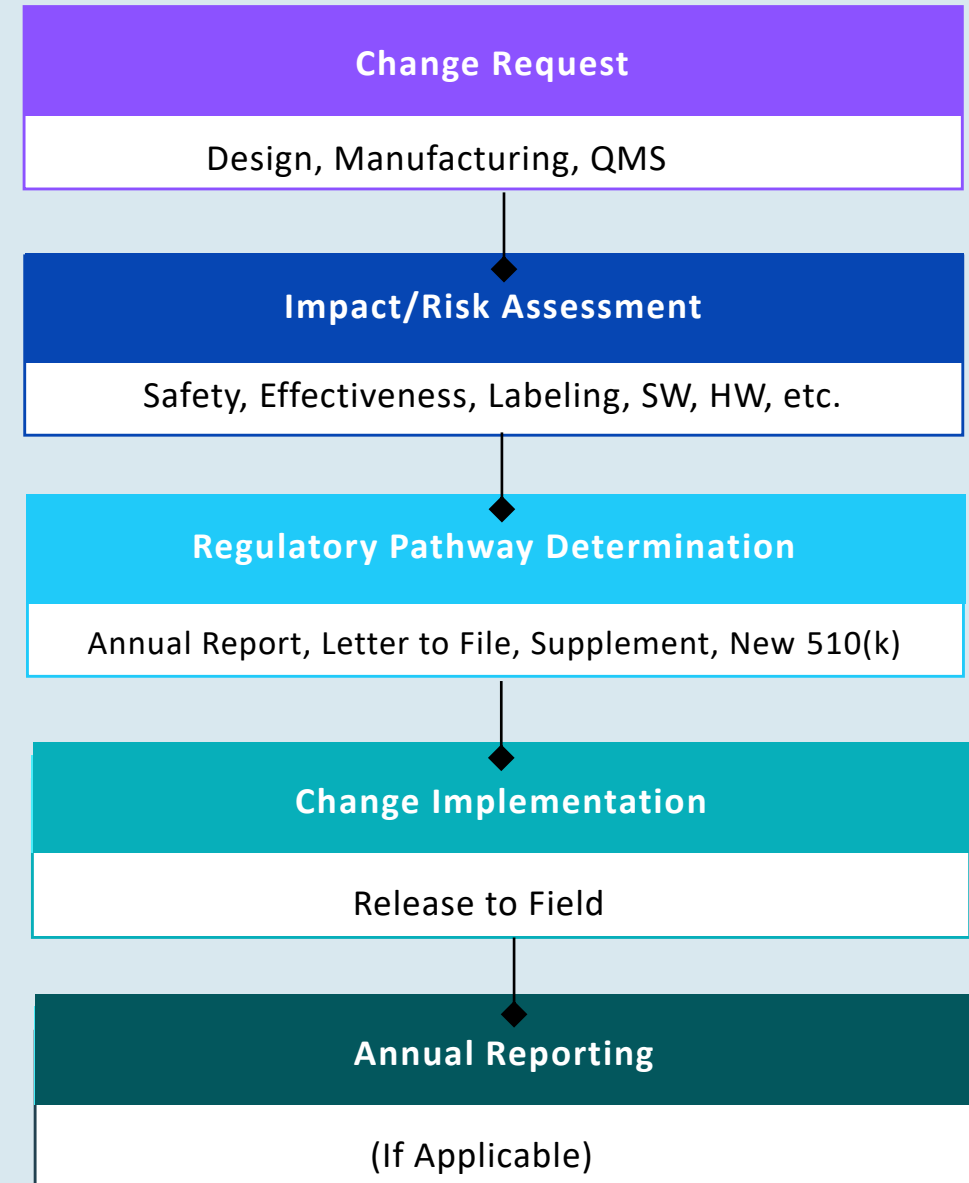 Change Request
Design, Manufacturing, QMS
Impact/Risk Assessment
Safety, Effectiveness, Labeling, SW, HW, etc.
Regulatory Pathway Determination
Annual Report, Letter to File, Supplement, New 510(k)
Change Implementation
Release to Field
Annual Reporting
(If Applicable)